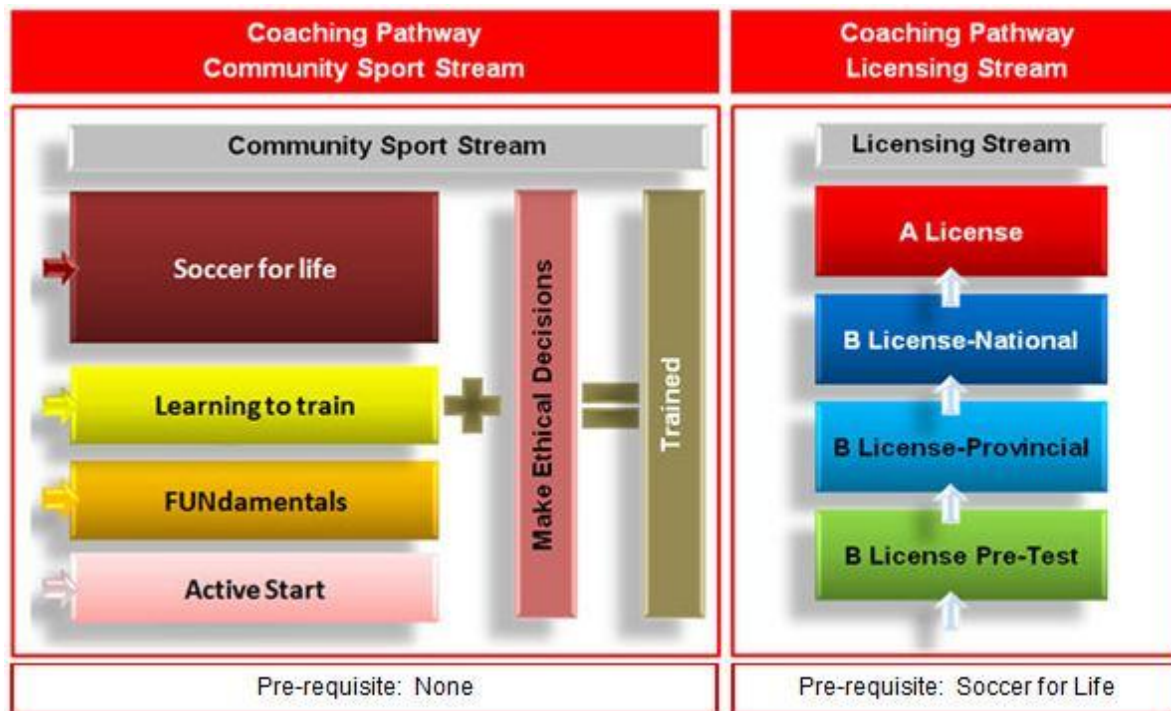 Coaching Pathway
Community Sport Stream
Community Sport Stream
Soccer for life
Learning to train
FUNdamentals
Active Start
Make Ethical Decisions
Trained
Pre-requisite: None
Coaching Pathway
Licensing Stream
Licensing Stream
A License
B License-National
B License-Provincial
B License Pre-Test
Pre-requisite: Soccer for Life